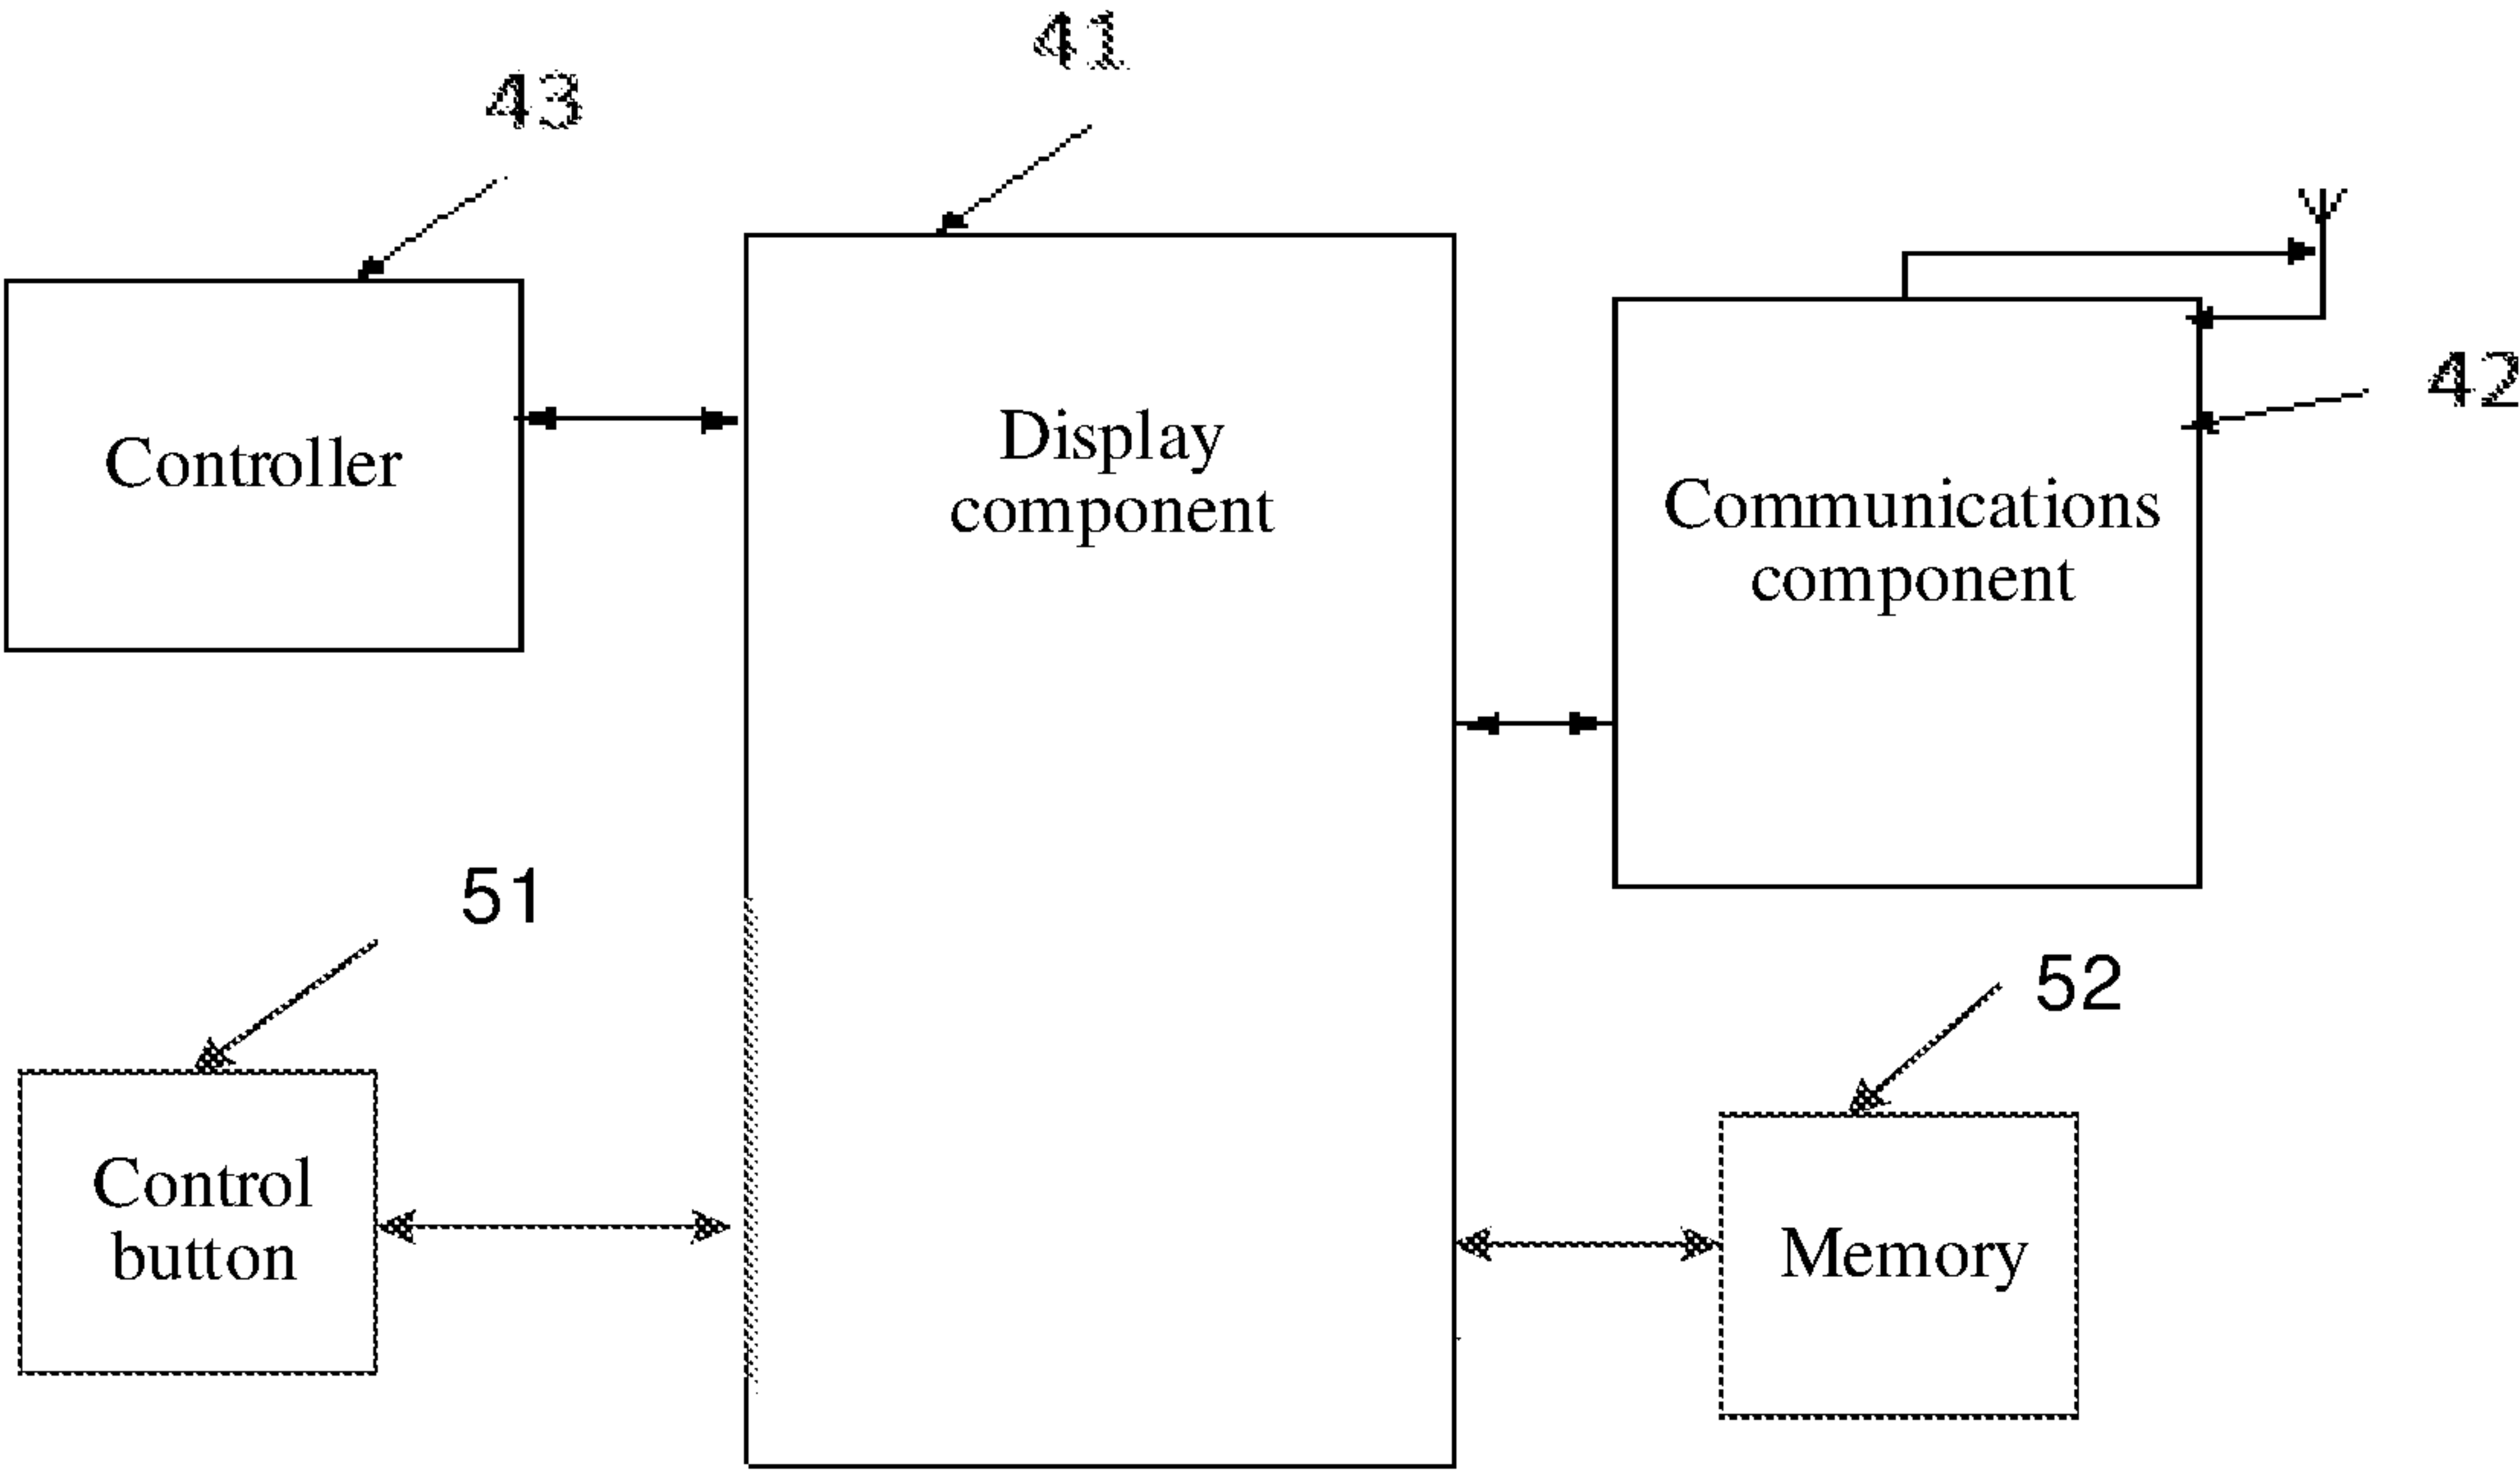 43
41
42
Controller
Display
component
Communications
component
51
52
Control
button
Memory